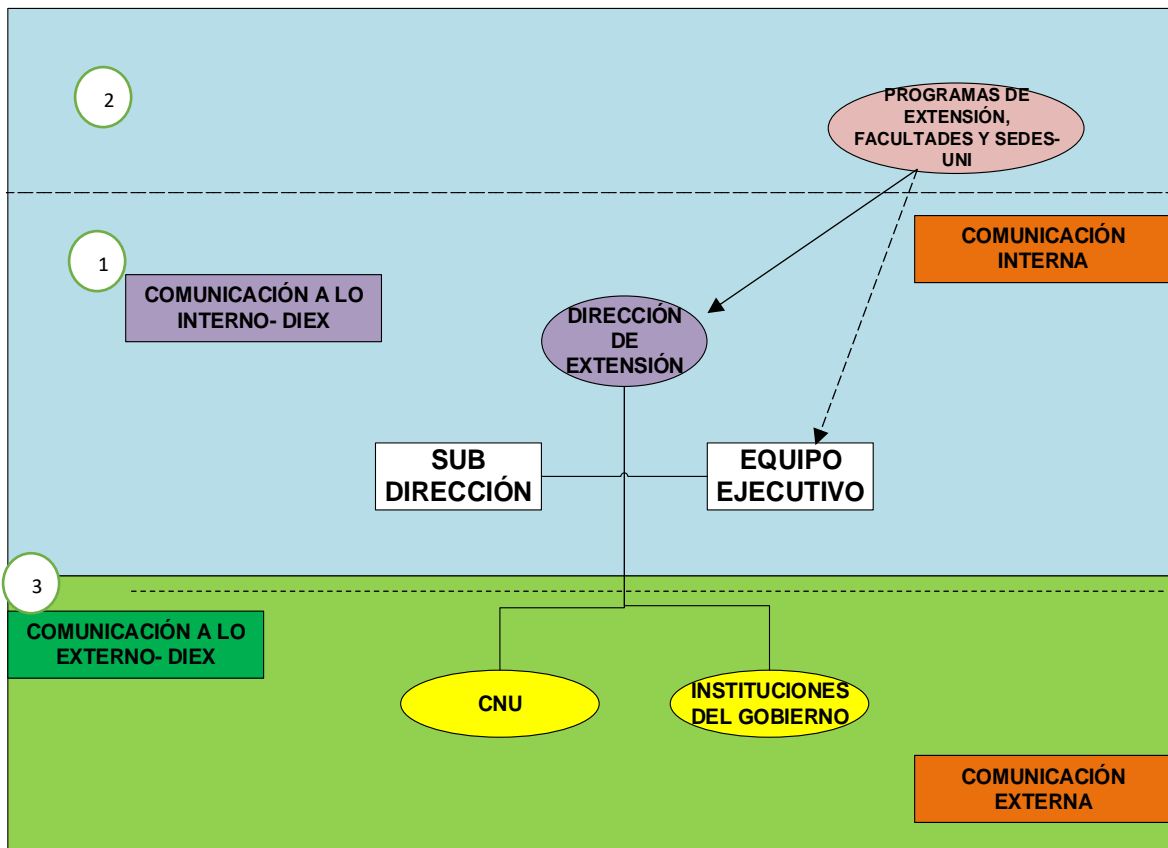 2
PROGRAMAS DE
EXTENSIÓN,
FACULTADES Y SEDES-
UNI
COMUNICACIÓN
INTERNA
1
COMUNICACIÓN A LO
INTERNO- DIEX
DIRECCIÓN
DE
EXTENSIÓN
SUB
DIRECCIÓN
EQUIPO
EJECUTIVO
3
COMUNICACIÓN A LO
EXTERNO- DIEX
CNU
INSTITUCIONES
DEL GOBIERNO
COMUNICACIÓN
EXTERNA